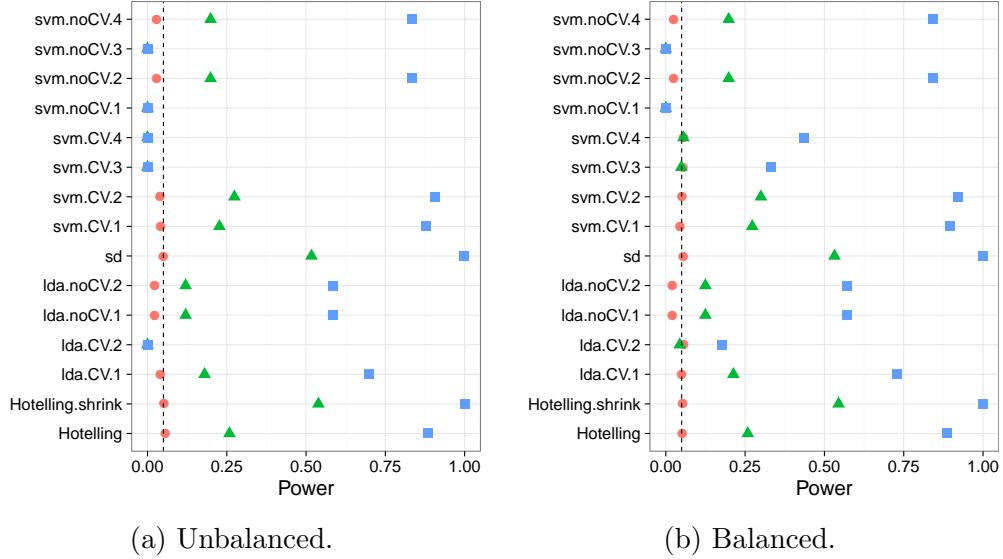 svm.noCV.4
svm.noCV.3
svm.noCV.2
svm.noCV.1
svm.CV.4
svm.CV.3
svm.CV.2
svm.CV.1
sd
lda.noCV.2
lda.noCV.1
lda.CV.2
lda.CV.1
Hotelling.shrink
Hotelling
0.00 0.25 0.50 0.75 1.00
Power
(a) Unbalanced.
svm.noCV.4
svm.noCV.3
svm.noCV.2
svm.noCV.1
svm.CV.4
svm.CV.3
svm.CV.2
svm.CV.1
sd
lda.noCV.2
lda.noCV.1
lda.CV.2
lda.CV.1
Hotelling.shrink
Hotelling
0.00 0.25 0.50 0.75 1.00
Power
(b) Balanced.